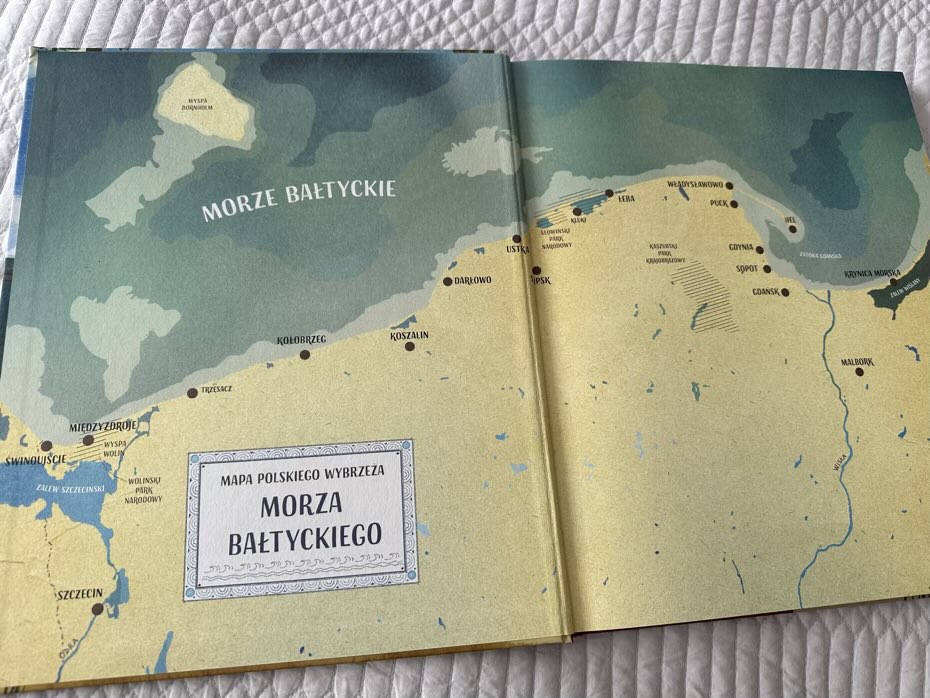 WYSPA
BORNHOLM
MORZE BAŁTYCKIE
WŁADYSŁAWOWO
PUCK
HEL
ŁEBA
KLUKI
SŁOWIŃSKI
PARK
NARODOWY
USTKA
KASZUBSKI
PARK
KRAJOBRAZOWY
GDYNIA
ZATOKA GDAŃSKA
SOPOT
KRYNICA MORSKA
ZALEW WIŚLANY
DARŁOWO
GDAŃSK
KOSZALIN
KOŁOBRZEG
MALBORK
TRZĘSACZ
MIĘDZYZDROJE
WYSPA
WOLIN
ŚWINOUJŚCIE
WOLIŃSKI
PARK
NARODOWY
ZALEW SZCZECIŃSKI
WISŁA
MAPA POLSKIEGO WYBRZEŻA
MORZA
BAŁTYCKIEGO
SZCZECIN
ODRA